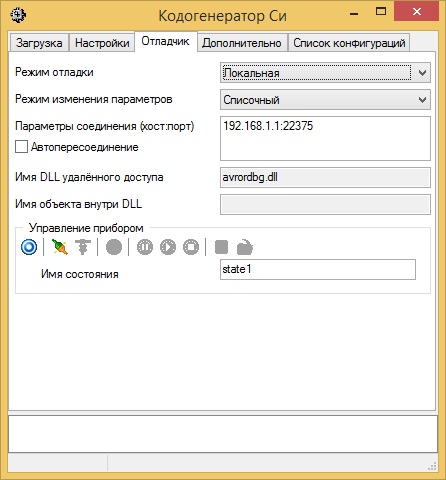 Кодогенератор Си
Загрузка Настройки Отладчик Дополнительно Список конфигураций
Режим отладки Локальная
Режим изменения параметров Списочный
Параметры соединения (хост:порт) 192.168.1.1:22375
Автопересоединение
Имя DLL удалённого доступа avrordbg.dll
Имя объекта внутри DLL
Управление прибором
Имя состояния state1